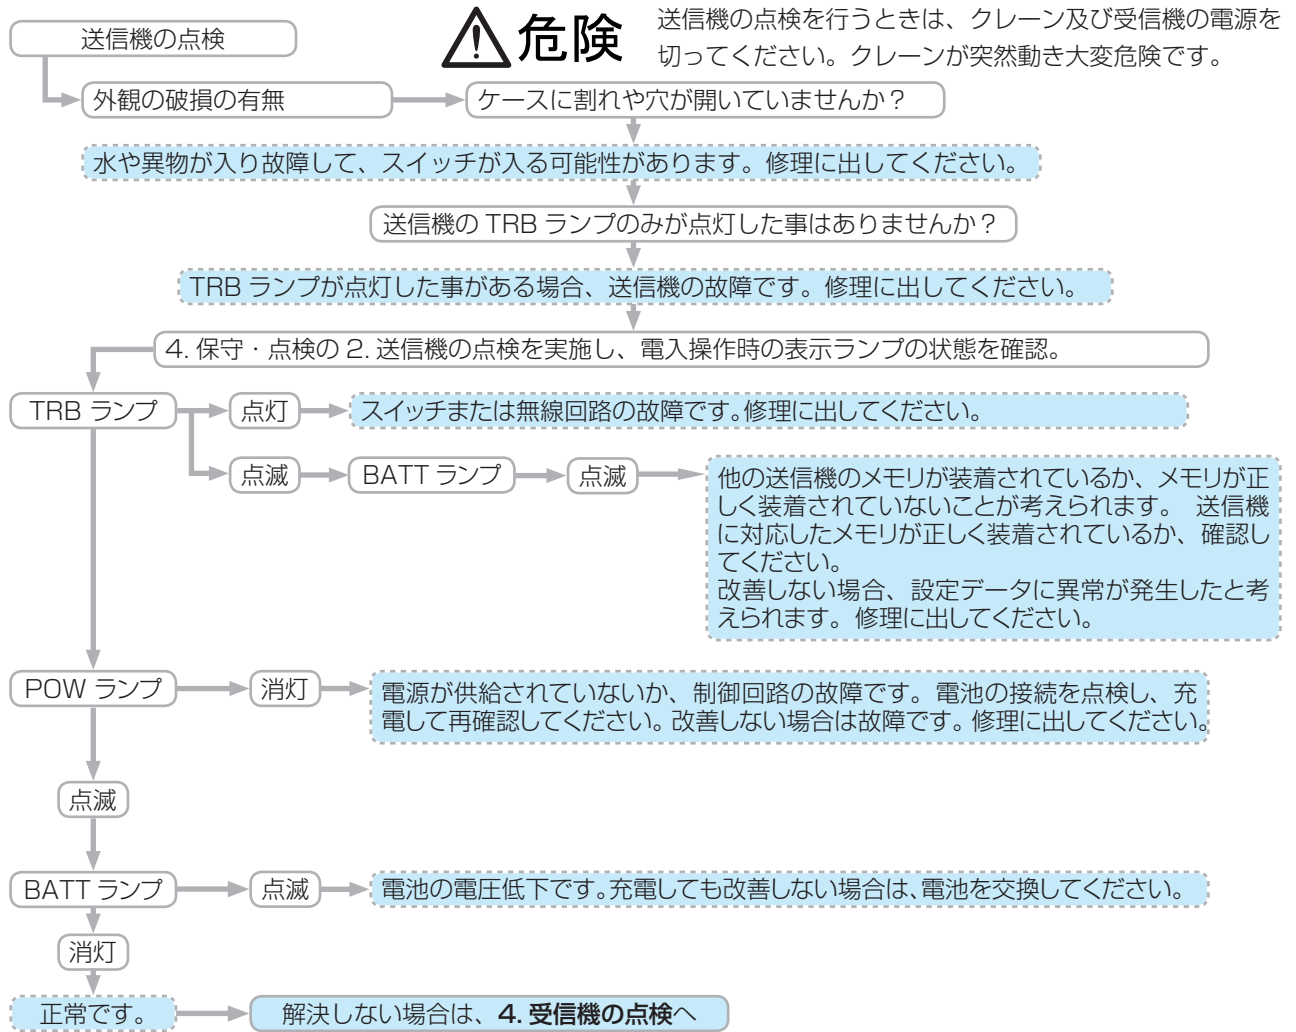 送信機の点検
危険
送信機の点検を行うときは、クレーン及び受信機の電源を
切ってください。クレーンが突然動き大変危険です。
外観の破損の有無
ケースに割れや穴が開いていませんか？
水や異物が入り故障して、スイッチが入る可能性があります。修理に出してください。
送信機の TRB ランプのみが点灯した事はありませんか？
TRB ランプが点灯した事がある場合、送信機の故障です。修理に出してください。
4. 保守・点検の 2. 送信機の点検を実施し、電入操作時の表示ランプの状態を確認。
TRB ランプ
点灯
スイッチまたは無線回路の故障です。修理に出してください。
点滅
BATT ランプ
点滅
他の送信機のメモリが装着されているか、メモリが正
しく装着されていないことが考えられます。 送信機
に対応したメモリが正しく装着されているか、確認し
てください。
改善しない場合、設定データに異常が発生したと考
えられます。修理に出してください。
POW ランプ
消灯
電源が供給されていないか、制御回路の故障です。電池の接続を点検し、充
電して再確認してください。改善しない場合は故障です。修理に出してください。
点滅
BATT ランプ
点滅
電池の電圧低下です。充電しても改善しない場合は、電池を交換してください。
消灯
正常です。
解決しない場合は、4. 受信機の点検へ